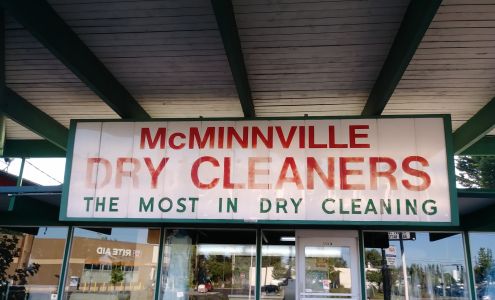 McMINNVILLE
DRY CLEANERS
THE MOST IN DRY CLEANING
RITE AID